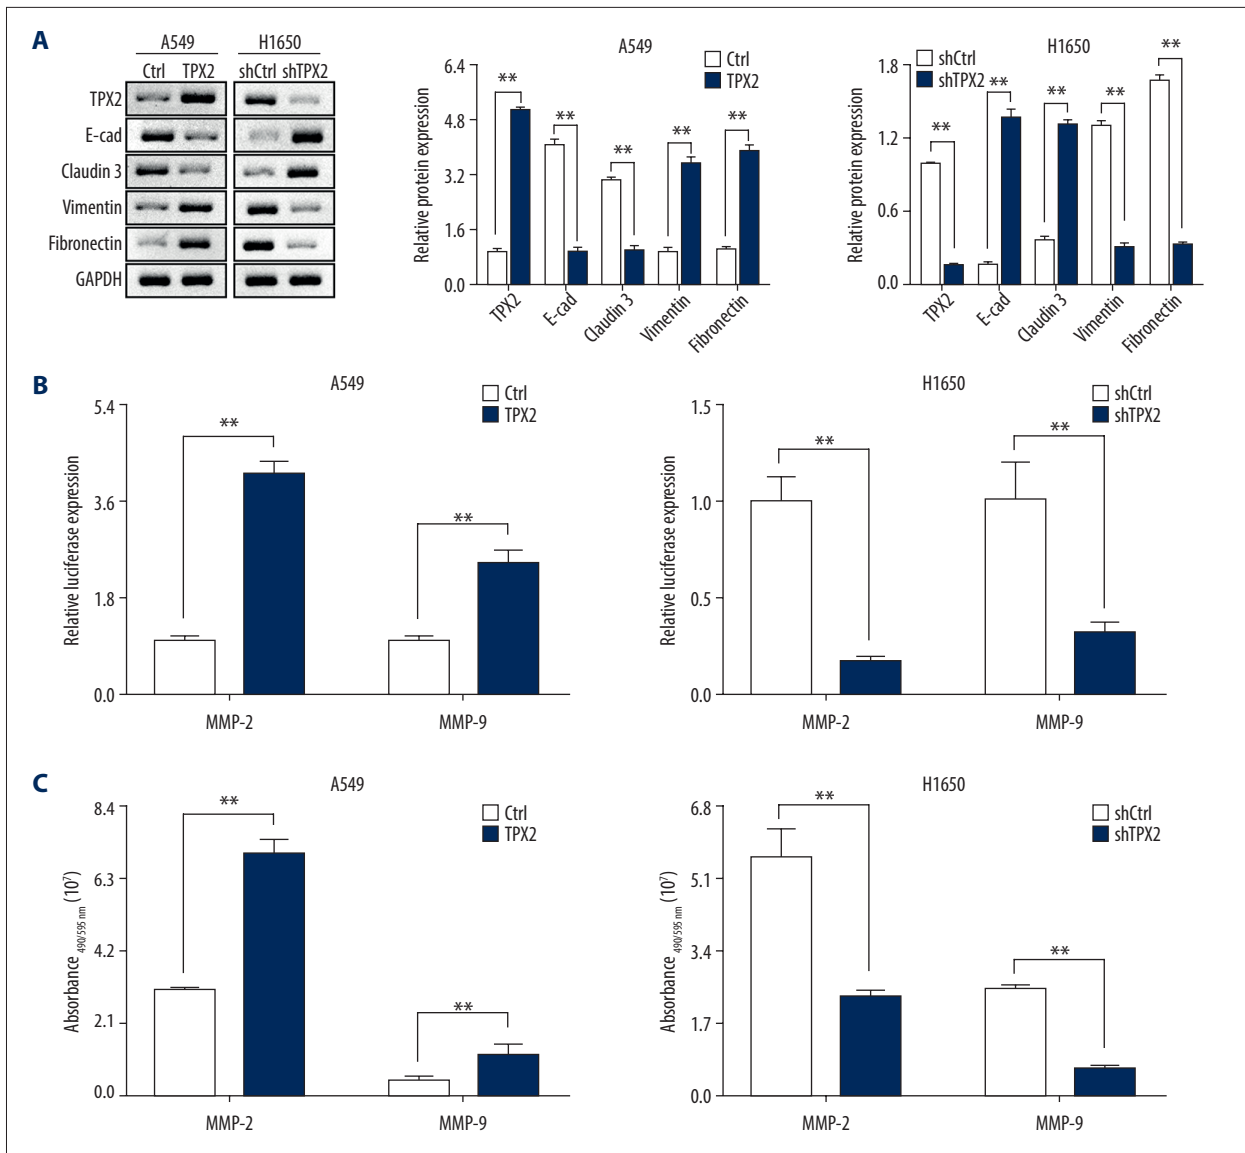 A
A549
H1650
Ctrl
TPX2
shCtrl
shTPX2
TPX2
E-cad
Claudin 3
Vimentin
Fibronectin
GAPDH
A549
Ctrl
TPX2
Relative protein expression
6.4
4.8
3.2
1.6
0.0
**
**
**
**
**
TPX2
E-cad
Claudin 3
Vimentin
Fibronectin
H1650
shCtrl
shTPX2
Relative protein expression
1.8
1.2
0.6
0.0
**
**
**
**
**
TPX2
E-cad
Claudin 3
Vimentin
Fibronectin
B
A549
Ctrl
TPX2
Relative luciferase expression
5.4
3.6
1.8
0.0
**
**
MMP-2
MMP-9
H1650
shCtrl
shTPX2
Relative luciferase expression
1.5
1.0
0.5
0.0
**
**
MMP-2
MMP-9
C
A549
Ctrl
TPX2
Absorbance 490/595 nm (10⁷)
8.4
6.3
4.2
2.1
0.0
**
**
MMP-2
MMP-9
H1650
shCtrl
shTPX2
Absorbance 490/595 nm (10⁷)
6.8
5.1
3.4
1.7
0.0
**
**
MMP-2
MMP-9